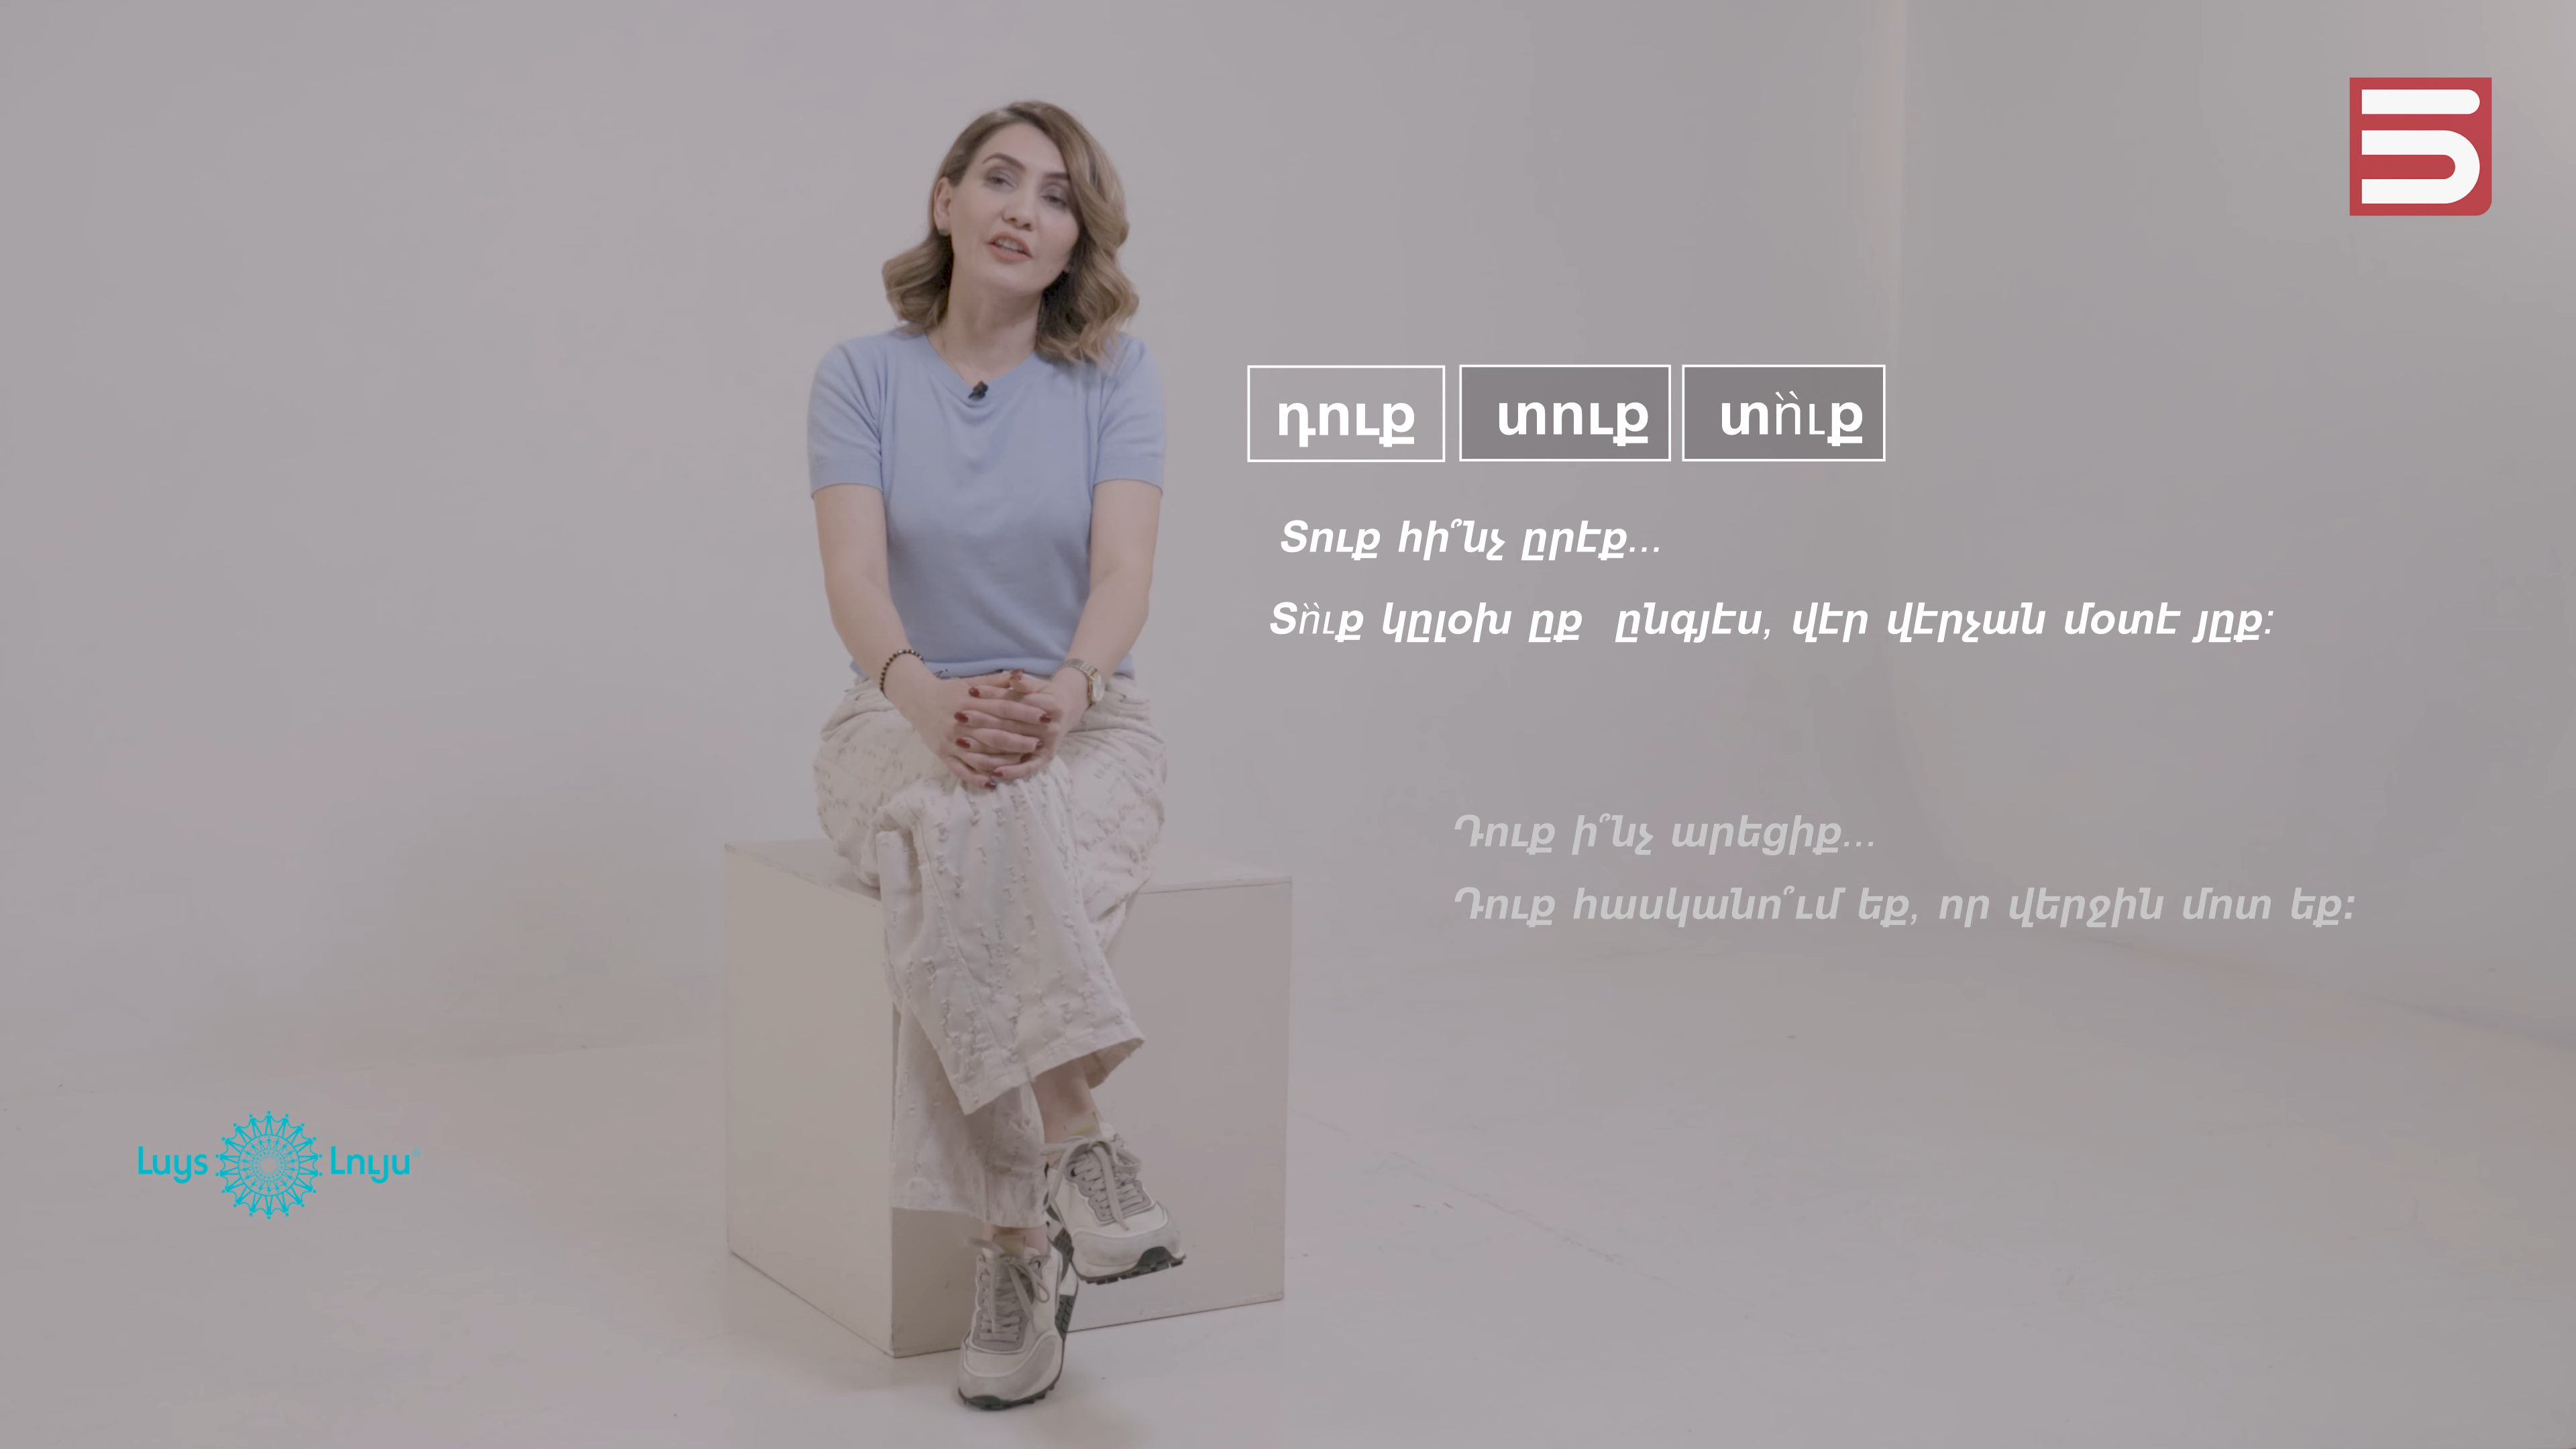 դուք տուք տո̏ւք
Տուք հի՞նչ ըրէք...
Տո̏ւք կըլօխ ըք ընգյէս, վէր վէրչան մօտէ յըք։
Դուք ի՞նչ արեցիք...
Դուք հասկանո՞ւմ եք, որ վերջին մոտ եք:
Luys Լույս